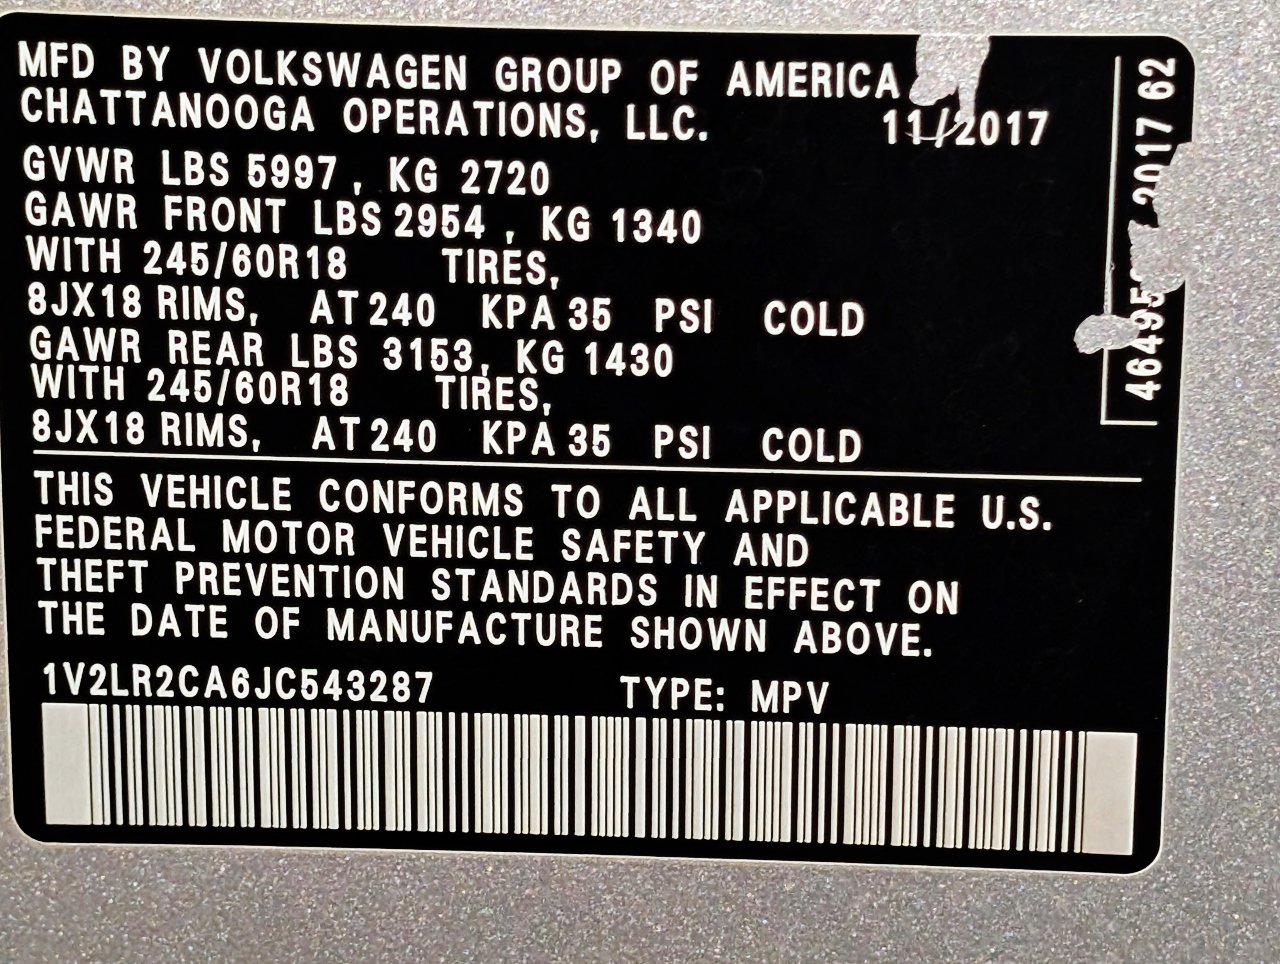 MFD BY VOLKSWAGEN GROUP OF AMERICA
CHATTANOOGA OPERATIONS, LLC. 11/2017
GVWR LBS 5997 , KG 2720
GAWR FRONT LBS 2954 , KG 1340
WITH 245/60R18 TIRES,
8JX18 RIMS, AT 240 KPA 35 PSI COLD
GAWR REAR LBS 3153, KG 1430
WITH 245/60R18 TIRES,
8JX18 RIMS, AT 240 KPA 35 PSI COLD
THIS VEHICLE CONFORMS TO ALL APPLICABLE U.S.
FEDERAL MOTOR VEHICLE SAFETY AND
THEFT PREVENTION STANDARDS IN EFFECT ON
THE DATE OF MANUFACTURE SHOWN ABOVE.
1V2LR2CA6JC543287 TYPE: MPV
2017 62